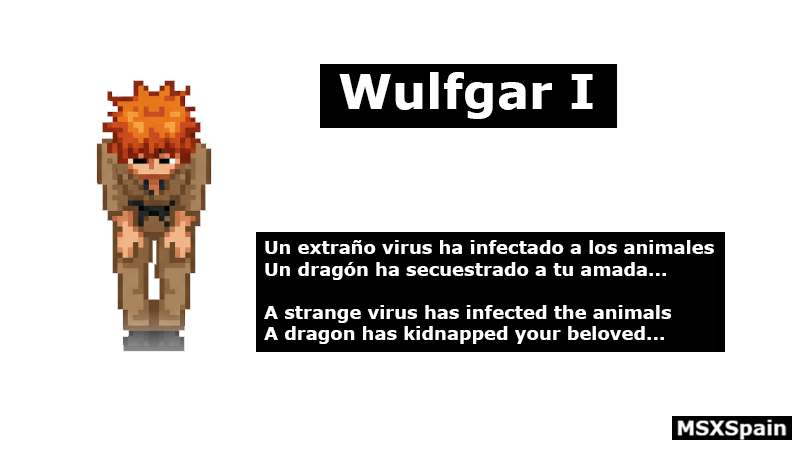 Wulfgar I
Un extraño virus ha infectado a los animales
Un dragón ha secuestrado a tu amada...
A strange virus has infected the animals
A dragon has kidnapped your beloved...
MSXSpain